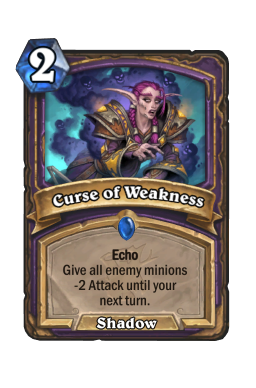 2
Curse of Weakness
Echo
Give all enemy minions
-2 Attack until your
next turn.
Shadow